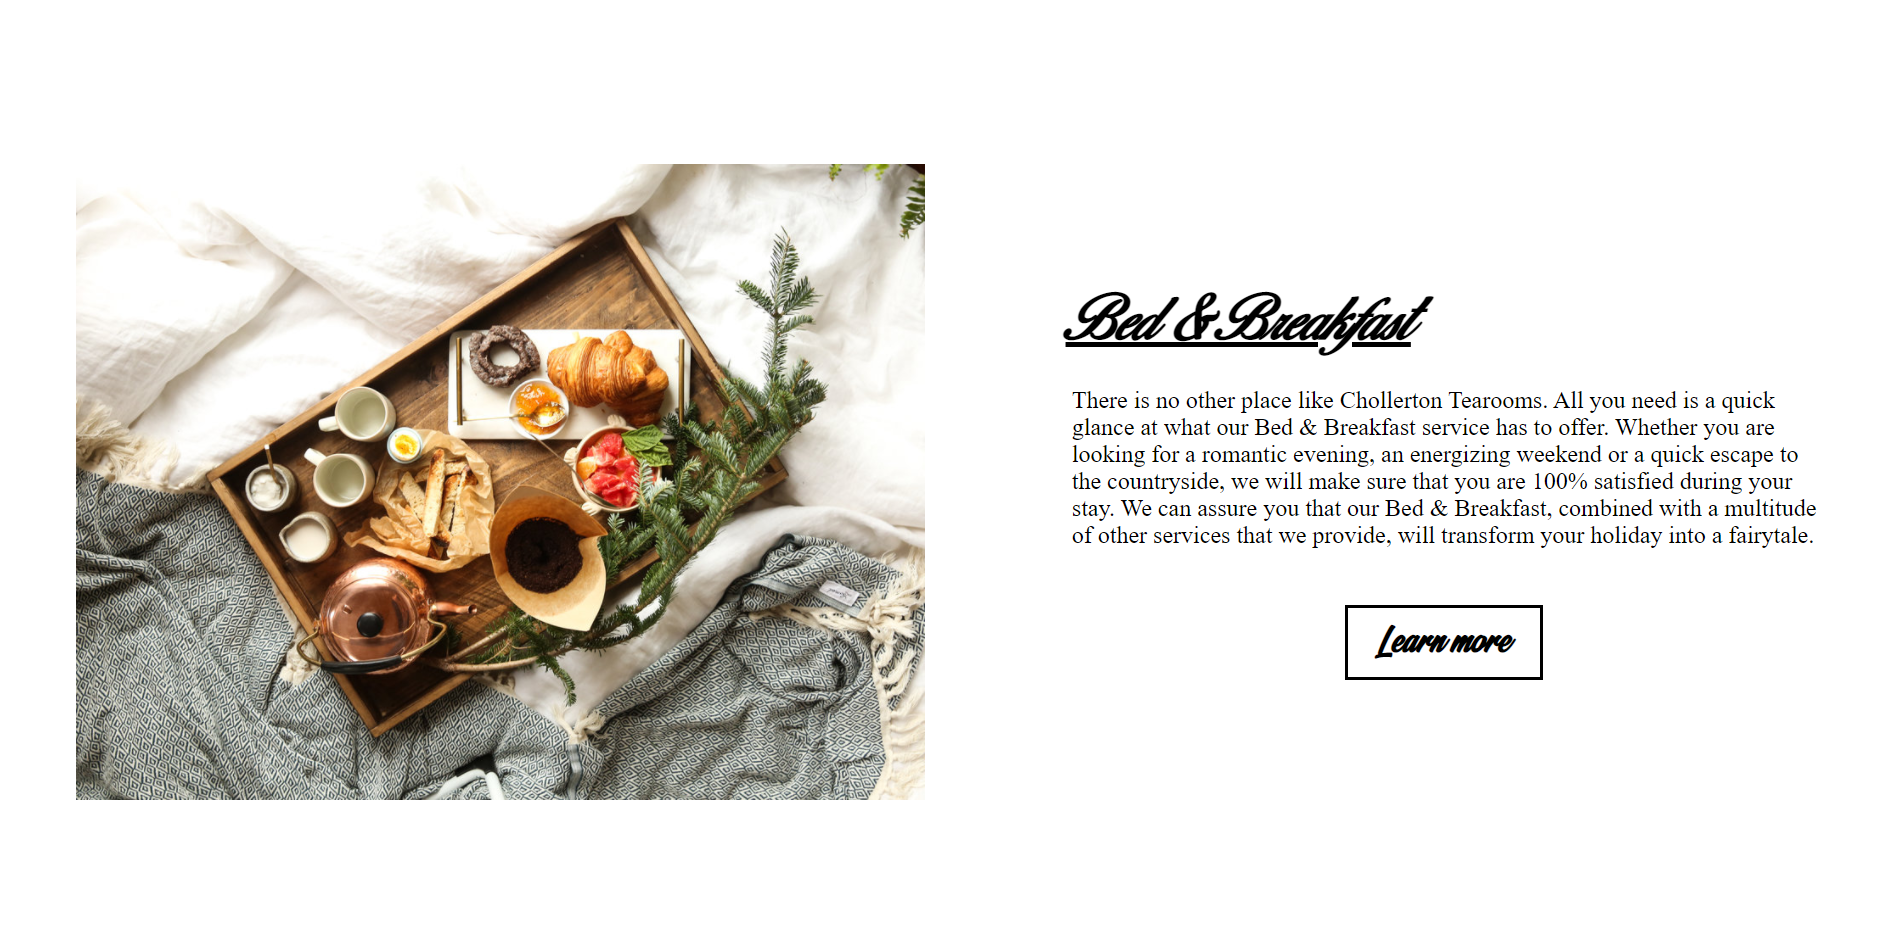 Bed & Breakfast
There is no other place like Chollerton Tearooms. All you need is a quick
glance at what our Bed & Breakfast service has to offer. Whether you are
looking for a romantic evening, an energizing weekend or a quick escape to
the countryside, we will make sure that you are 100% satisfied during your
stay. We can assure you that our Bed & Breakfast, combined with a multitude
of other services that we provide, will transform your holiday into a fairytale.
Learn more